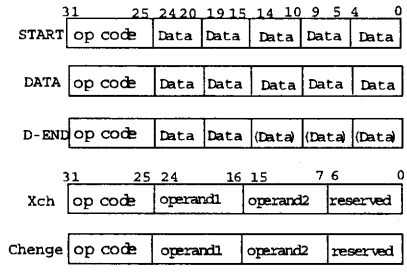 31 25 24 20 19 15 14 10 9 5 4 0
START op code Data Data Data Data Data
DATA op code Data Data Data Data Data
D-END op code Data Data (Data) (Data) (Data)
31 25 24 16 15 7 6 0
Xch op code operand1 operand2 reserved
Chenge op code operand1 operand2 reserved